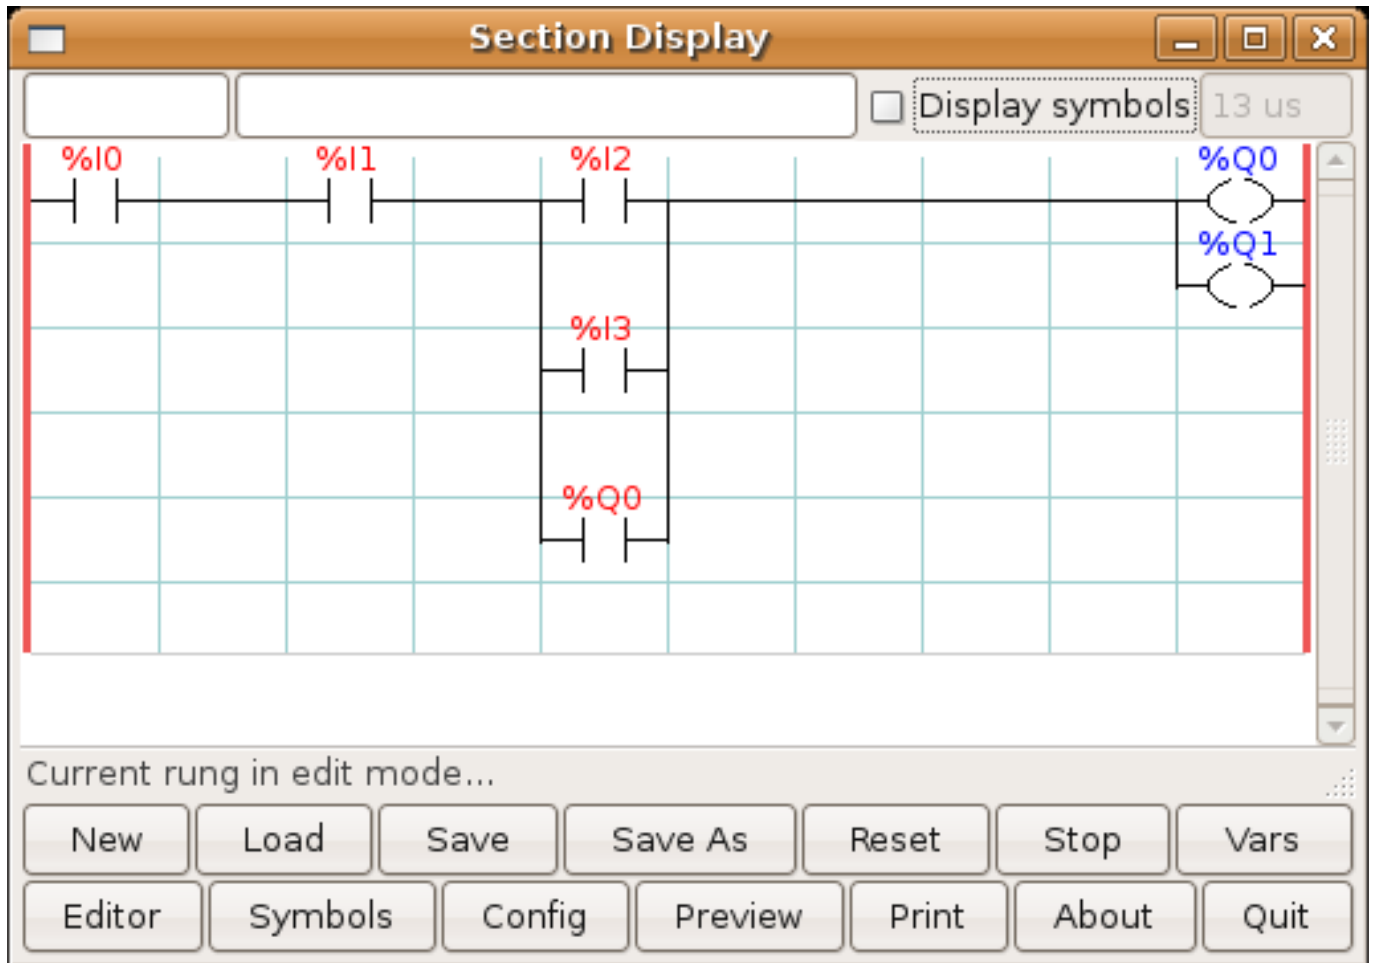 Section Display
Display symbols 13 us
%I0 %I1 %I2 %Q0
%Q1
%I3
%Q0
Current rung in edit mode...
New Load Save Save As Reset Stop Vars
Editor Symbols Config Preview Print About Quit